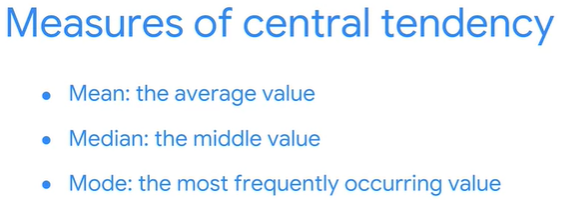 Measures of central tendency
• Mean: the average value
• Median: the middle value
• Mode: the most frequently occurring value